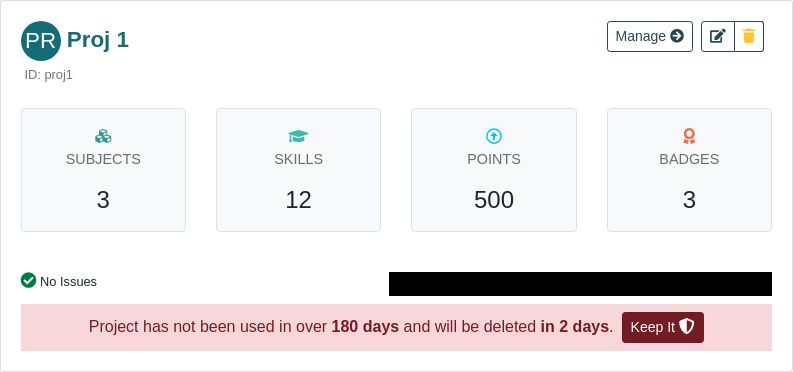 PR Proj 1
Manage
ID: proj1
SUBJECTS
3
SKILLS
12
POINTS
500
BADGES
3
No Issues
Project has not been used in over 180 days and will be deleted in 2 days. Keep It